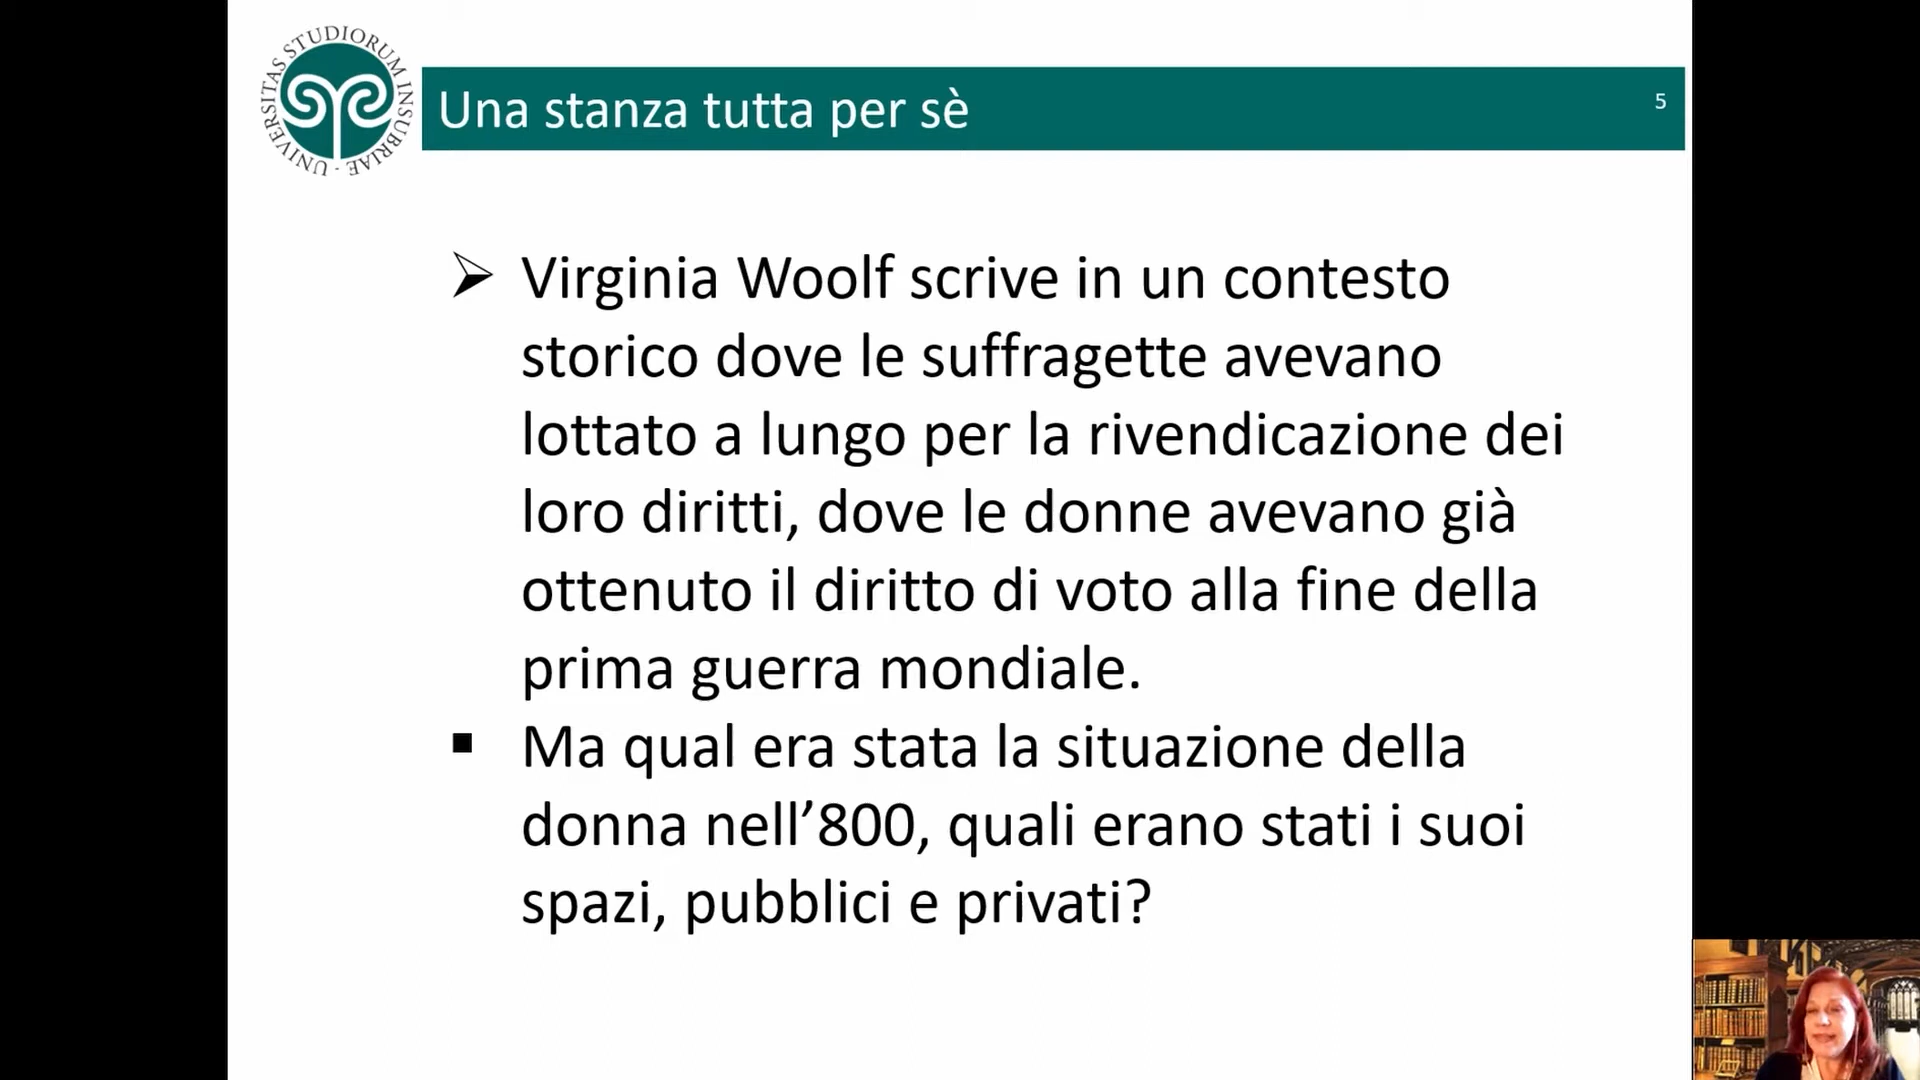 UNIVERSITAS STUDIORUM INSUBRIAE
Una stanza tutta per sè
5
Virginia Woolf scrive in un contesto
storico dove le suffragette avevano
lottato a lungo per la rivendicazione dei
loro diritti, dove le donne avevano già
ottenuto il diritto di voto alla fine della
prima guerra mondiale.
Ma qual era stata la situazione della
donna nell’800, quali erano stati i suoi
spazi, pubblici e privati?